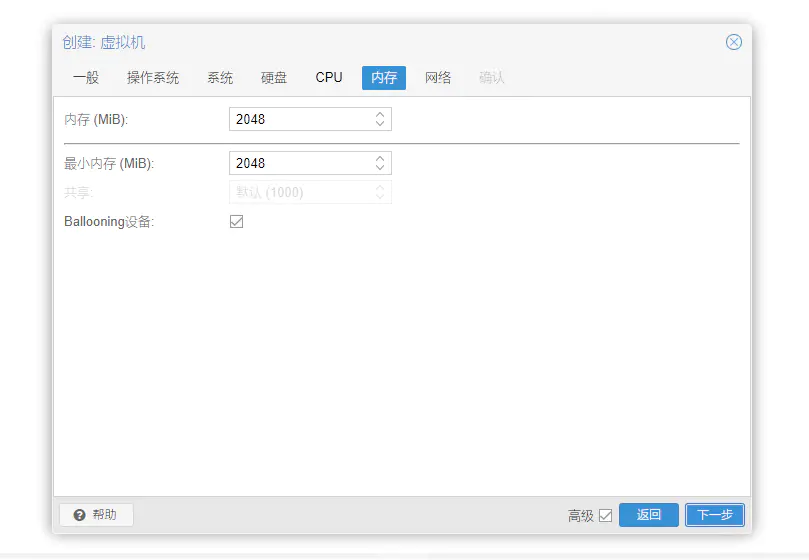 创建: 虚拟机
一般 操作系统 系统 硬盘 CPU 内存 网络 确认
内存 (MiB): 2048
最小内存 (MiB): 2048
共享: 默认 (1000)
Ballooning设备:
帮助 高级 返回 下一步